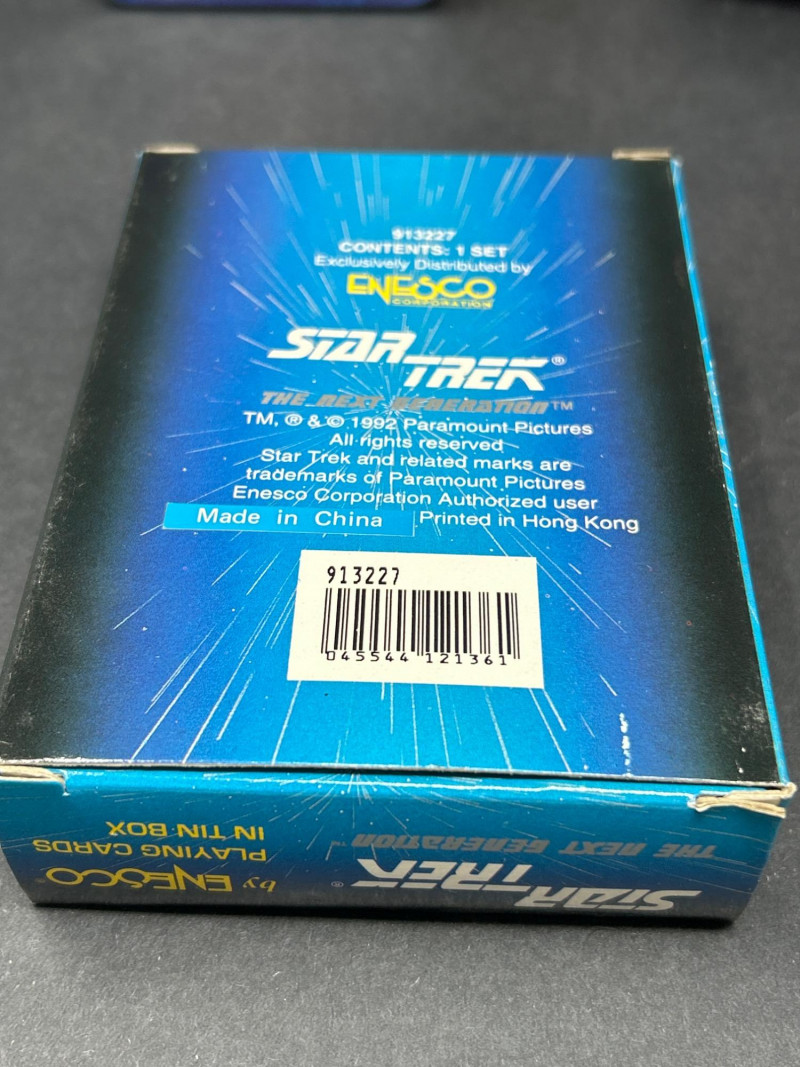 913227
CONTENTS: 1 SET
Exclusively Distributed by
ENESCO
CORPORATION
STAR TREK®
THE NEXT GENERATION™
TM, ® & © 1992 Paramount Pictures
All rights reserved
Star Trek and related marks are
trademarks of Paramount Pictures
Enesco Corporation Authorized user
Made in China Printed in Hong Kong
913227
045544 121361
STAR TREK®
THE NEXT GENERATION™
by ENESCO
PLAYING CARDS
IN TIN BOX